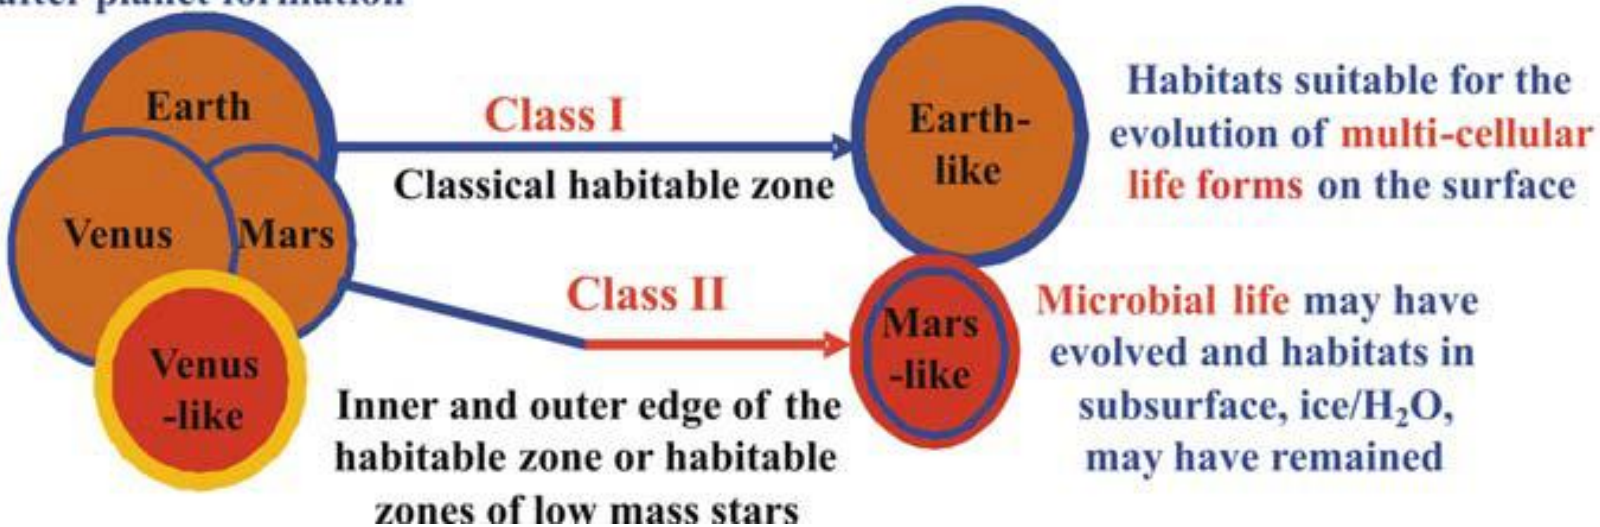 after planet formation
Earth
Venus
Mars
Venus
-like
Class I
Classical habitable zone
Class II
Inner and outer edge of the
habitable zone or habitable
zones of low mass stars
Earth-
like
Mars
-like
Habitats suitable for the
evolution of multi-cellular
life forms on the surface
Microbial life may have
evolved and habitats in
subsurface, ice/H₂O,
may have remained